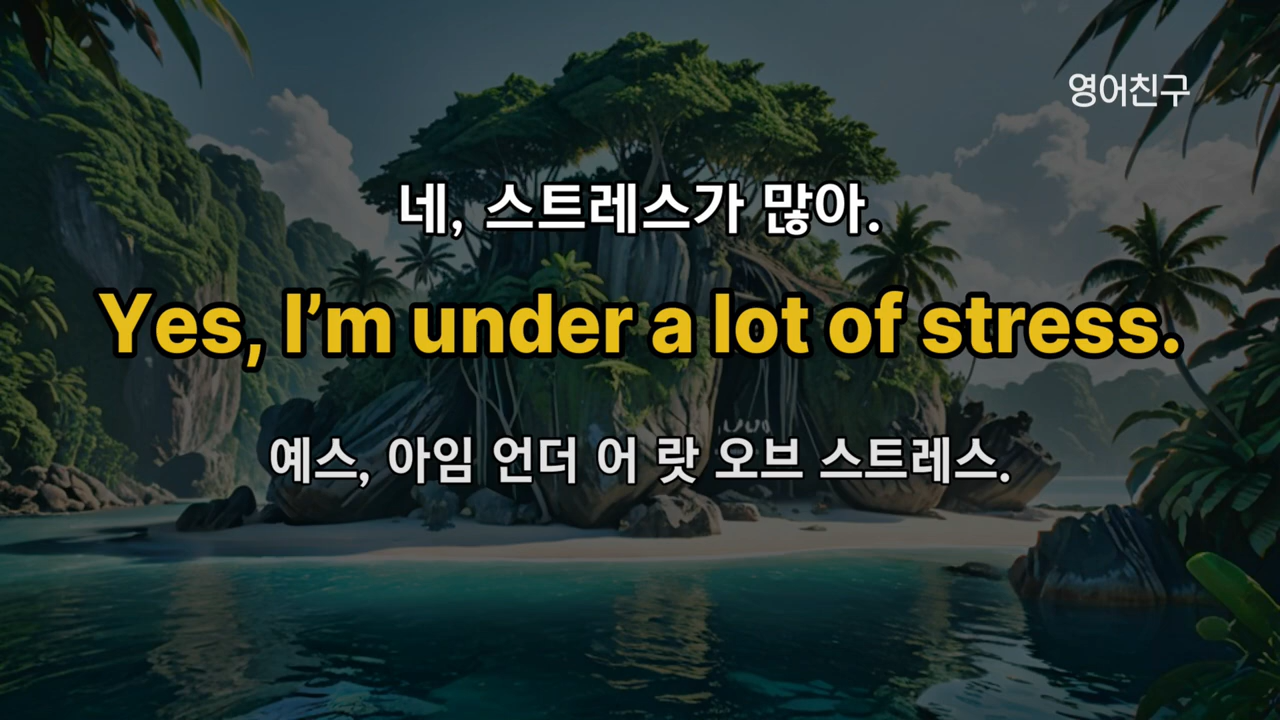 영어친구
네, 스트레스가 많아.
Yes, I’m under a lot of stress.
예스, 아임 언더 어 랏 오브 스트레스.